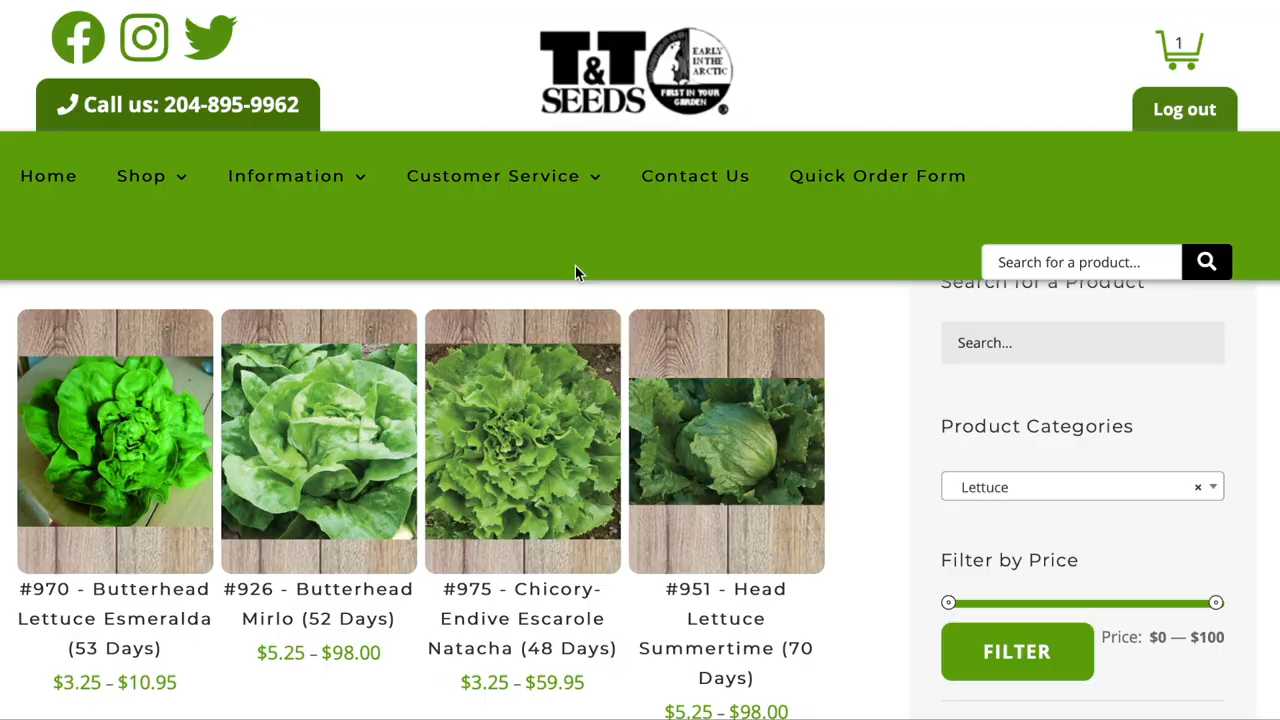 Call us: 204-895-9962
T&T
SEEDS
EARLY
IN THE
ARCTIC
FIRST IN YOUR
GARDEN
®
1
Log out
Home
Shop
Information
Customer Service
Contact Us
Quick Order Form
Search for a product...
Search for a Product
Search...
Product Categories
Lettuce
×
Filter by Price
FILTER
Price: $0 — $100
#970 - Butterhead
Lettuce Esmeralda
(53 Days)
$3.25 – $10.95
#926 - Butterhead
Mirlo (52 Days)
$5.25 – $98.00
#975 - Chicory-
Endive Escarole
Natacha (48 Days)
$3.25 – $59.95
#951 - Head
Lettuce
Summertime (70
Days)
$5.25 – $98.00